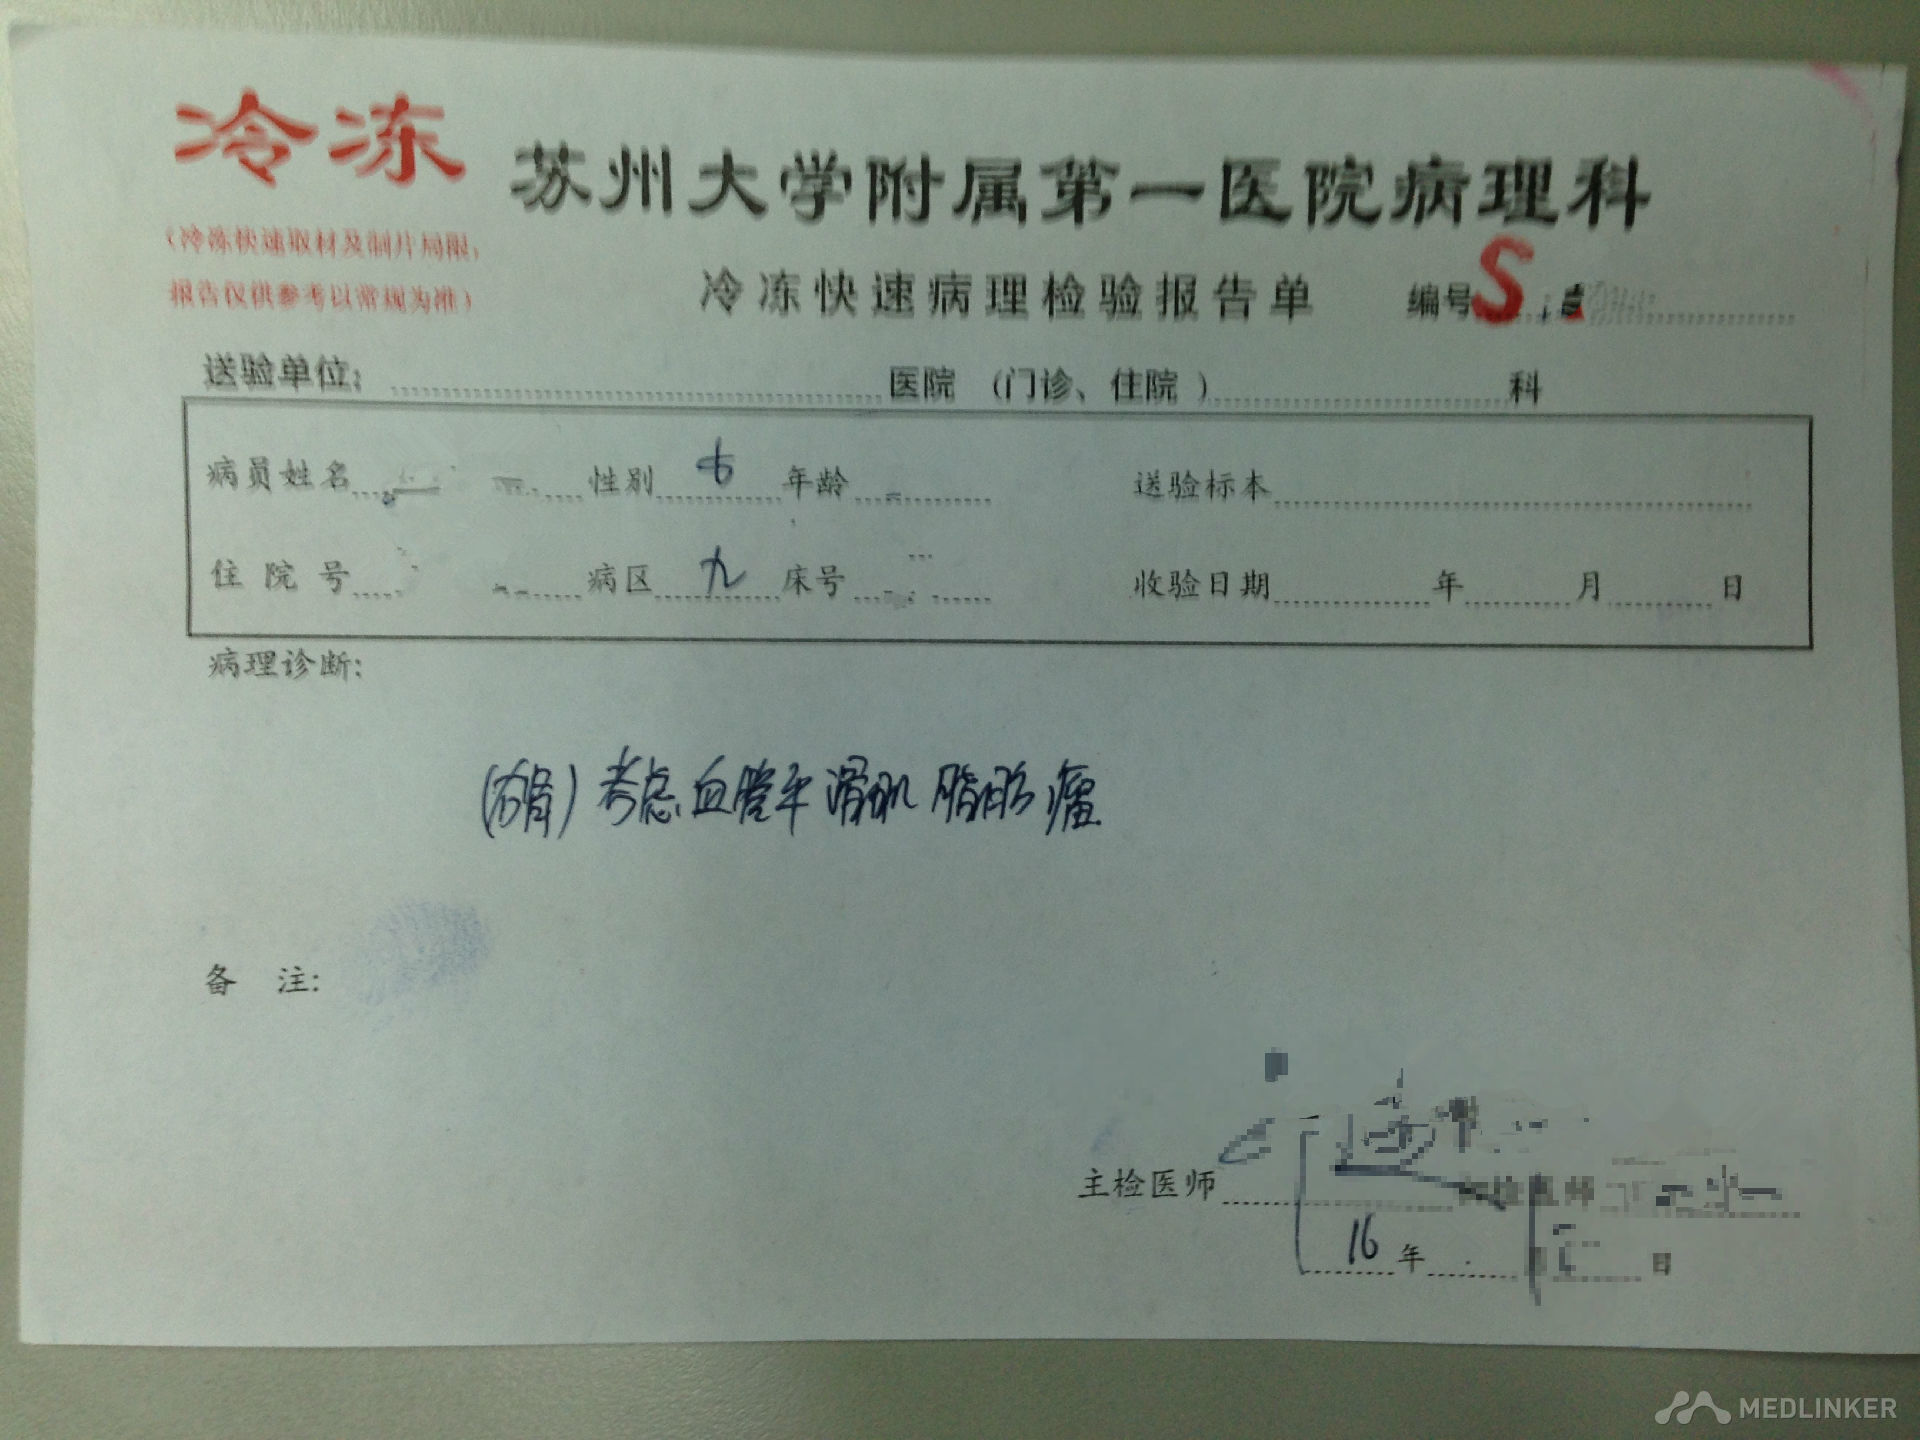 冷冻
苏州大学附属第一医院病理科
(冷冻快速取材及制片局限,
报告仅供参考以常规为准)
冷冻快速病理检验报告单 编号S
送验单位: 医院 (门诊、住院) 科
病员姓名 性别 女 年龄 送验标本
住院号 病区 九 床号 收验日期 年 月 日
病理诊断:
(右肾) 考虑血管平滑肌脂肪瘤
备 注:
主检医师
16年 日
MEDLINKER